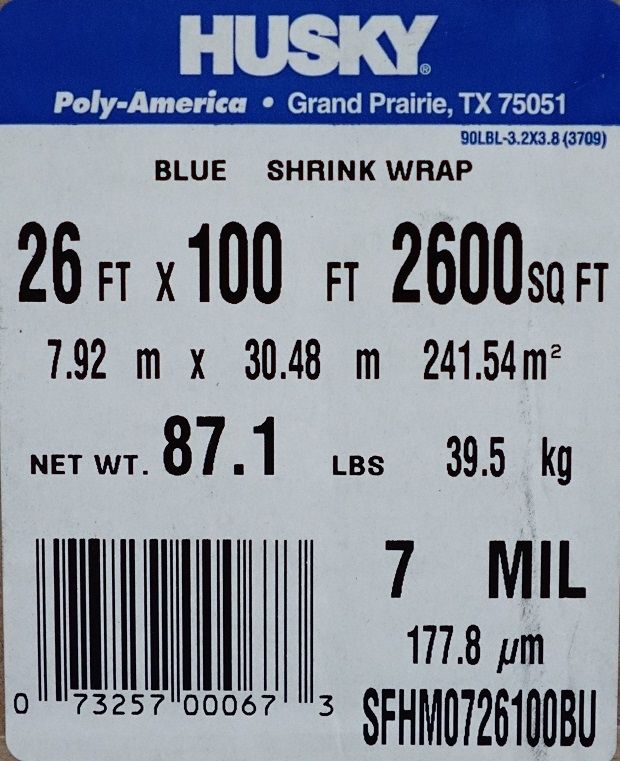 HUSKY®
Poly-America • Grand Prairie, TX 75051
90LBL-3.2X3.8 (3709)
BLUE SHRINK WRAP
26 FT X 100 FT 2600 SQ FT
7.92 m x 30.48 m 241.54 m²
NET WT. 87.1 LBS 39.5 kg
7 MIL
177.8 µm
0 73257 00067 3
SFHM0726100BU